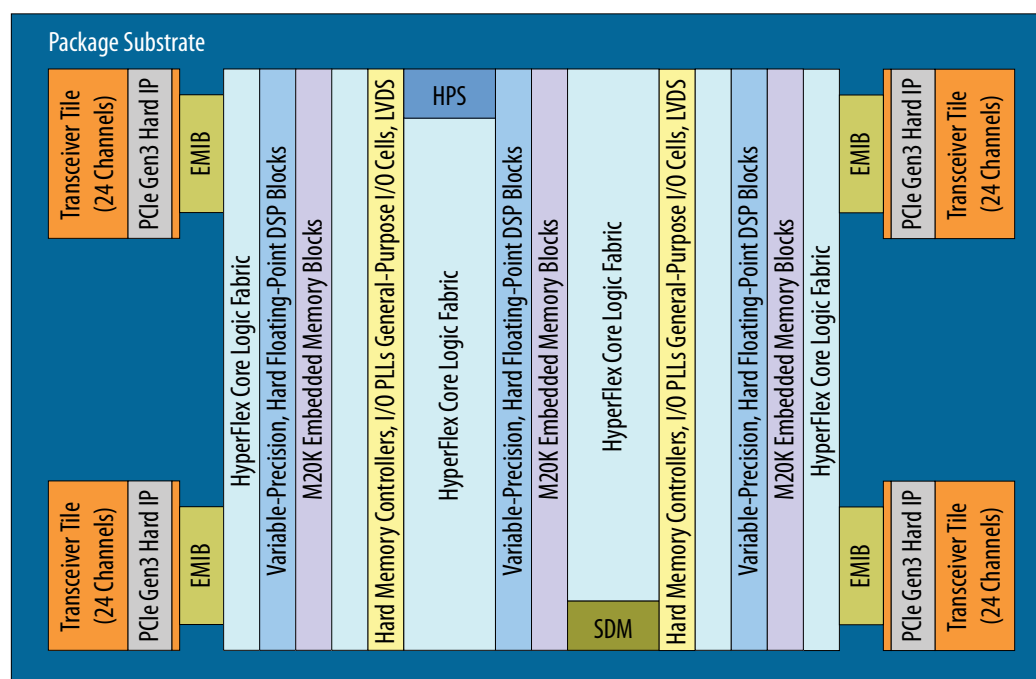 Package Substrate
Transceiver Tile
(24 Channels)
PCIe Gen3 Hard IP
EMIB
Transceiver Tile
(24 Channels)
PCIe Gen3 Hard IP
EMIB
HyperFlex Core Logic Fabric
Variable-Precision, Hard Floating-Point DSP Blocks
M20K Embedded Memory Blocks
Hard Memory Controllers, I/O PLLs General-Purpose I/O Cells, LVDS
HPS
HyperFlex Core Logic Fabric
Variable-Precision, Hard Floating-Point DSP Blocks
M20K Embedded Memory Blocks
HyperFlex Core Logic Fabric
SDM
Hard Memory Controllers, I/O PLLs General-Purpose I/O Cells, LVDS
Variable-Precision, Hard Floating-Point DSP Blocks
M20K Embedded Memory Blocks
HyperFlex Core Logic Fabric
EMIB
PCIe Gen3 Hard IP
Transceiver Tile
(24 Channels)
EMIB
PCIe Gen3 Hard IP
Transceiver Tile
(24 Channels)